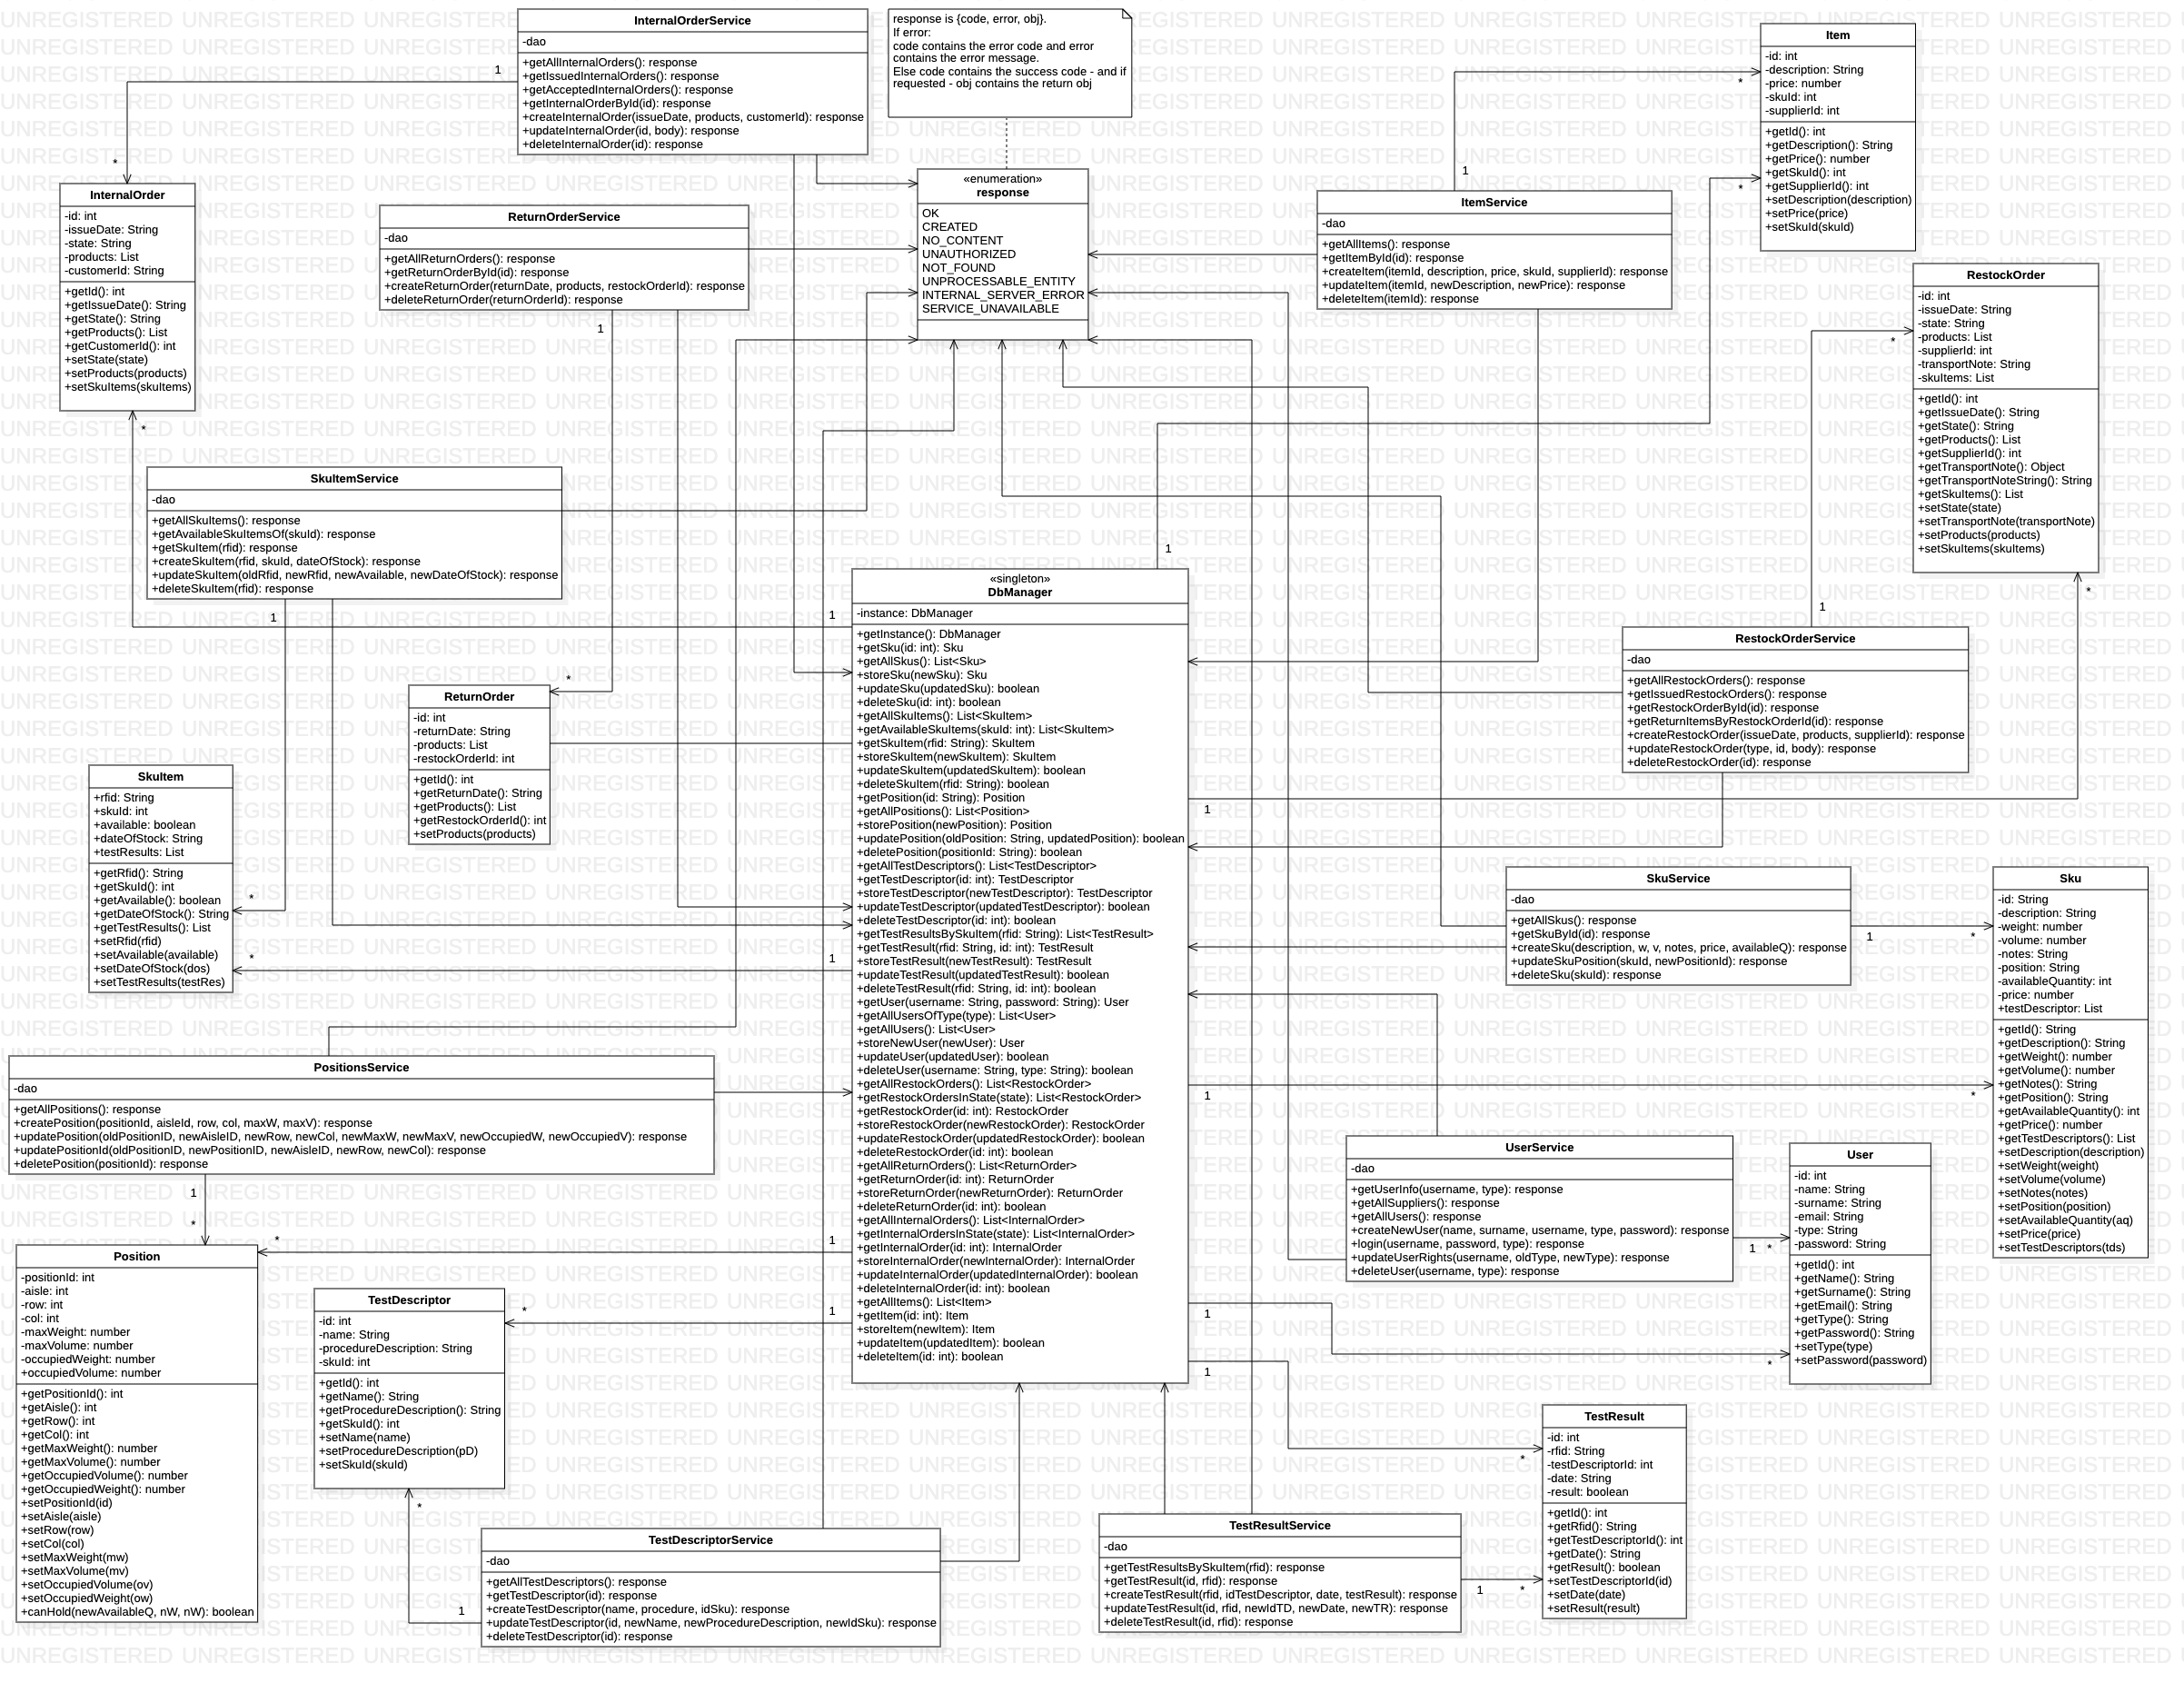 InternalOrderService
-dao
+getAllInternalOrders(): response
+getIssuedInternalOrders(): response
+getAcceptedInternalOrders(): response
+getInternalOrderById(id): response
+createInternalOrder(issueDate, products, customerId): response
+updateInternalOrder(id, body): response
+deleteInternalOrder(id): response
response is {code, error, obj}.
If error:
code contains the error code and error
contains the error message.
Else code contains the success code - and if
requested - obj contains the return obj
Item
-id: int
-description: String
-price: number
-skuId: int
-supplierId: int
+getId(): int
+getDescription(): String
+getPrice(): number
+getSkuId(): int
+getSupplierId(): int
+setDescription(description)
+setPrice(price)
+setSkuId(skuId)
InternalOrder
-id: int
-issueDate: String
-state: String
-products: List
-customerId: String
+getId(): int
+getIssueDate(): String
+getState(): String
+getProducts(): List
+getCustomerId(): int
+setState(state)
+setProducts(products)
+setSkuItems(skuItems)
ReturnOrderService
-dao
+getAllReturnOrders(): response
+getReturnOrderById(id): response
+createReturnOrder(returnDate, products, restockOrderId): response
+deleteReturnOrder(returnOrderId): response
«enumeration»
response
OK
CREATED
NO_CONTENT
UNAUTHORIZED
NOT_FOUND
UNPROCESSABLE_ENTITY
INTERNAL_SERVER_ERROR
SERVICE_UNAVAILABLE
ItemService
-dao
+getAllItems(): response
+getItemById(id): response
+createItem(itemId, description, price, skuId, supplierId): response
+updateItem(itemId, newDescription, newPrice): response
+deleteItem(itemId): response
RestockOrder
-id: int
-issueDate: String
-state: String
-products: List
-supplierId: int
-transportNote: String
-skuItems: List
+getId(): int
+getIssueDate(): String
+getState(): String
+getProducts(): List
+getSupplierId(): int
+getTransportNote(): Object
+getTransportNoteString(): String
+getSkuItems(): List
+setState(state)
+setTransportNote(transportNote)
+setProducts(products)
+setSkuItems(skuItems)
SkuItemService
-dao
+getAllSkuItems(): response
+getAvailableSkuItemsOf(skuId): response
+getSkuItem(rfid): response
+createSkuItem(rfid, skuId, dateOfStock): response
+updateSkuItem(oldRfid, newRfid, newAvailable, newDateOfStock): response
+deleteSkuItem(rfid): response
«singleton»
DbManager
-instance: DbManager
+getInstance(): DbManager
+getSku(id: int): Sku
+getAllSkus(): List<Sku>
+storeSku(newSku): Sku
+updateSku(updatedSku): boolean
+deleteSku(id: int): boolean
+getAllSkuItems(): List<SkuItem>
+getAvailableSkuItems(skuId: int): List<SkuItem>
+getSkuItem(rfid: String): SkuItem
+storeSkuItem(newSkuItem): SkuItem
+updateSkuItem(updatedSkuItem): boolean
+deleteSkuItem(rfid: String): boolean
+getPosition(id: String): Position
+getAllPositions(): List<Position>
+storePosition(newPosition): Position
+updatePosition(oldPosition: String, updatedPosition): boolean
+deletePosition(positionId: String): boolean
+getAllTestDescriptors(): List<TestDescriptor>
+getTestDescriptor(id: int): TestDescriptor
+storeTestDescriptor(newTestDescriptor): TestDescriptor
+updateTestDescriptor(updatedTestDescriptor): boolean
+deleteTestDescriptor(id: int): boolean
+getTestResultsBySkuItem(rfid: String): List<TestResult>
+getTestResult(rfid: String, id: int): TestResult
+storeTestResult(newTestResult): TestResult
+updateTestResult(updatedTestResult): boolean
+deleteTestResult(rfid: String, id: int): boolean
+getUser(username: String, password: String): User
+getAllUsersOfType(type): List<User>
+getAllUsers(): List<User>
+storeNewUser(newUser): User
+updateUser(updatedUser): boolean
+deleteUser(username: String, type: String): boolean
+getAllRestockOrders(): List<RestockOrder>
+getRestockOrdersInState(state): List<RestockOrder>
+getRestockOrder(id: int): RestockOrder
+storeRestockOrder(newRestockOrder): RestockOrder
+updateRestockOrder(updatedRestockOrder): boolean
+deleteRestockOrder(id: int): boolean
+getAllReturnOrders(): List<ReturnOrder>
+getReturnOrder(id: int): ReturnOrder
+storeReturnOrder(newReturnOrder): ReturnOrder
+deleteReturnOrder(id: int): boolean
+getAllInternalOrders(): List<InternalOrder>
+getInternalOrdersInState(state): List<InternalOrder>
+getInternalOrder(id: int): InternalOrder
+storeInternalOrder(newInternalOrder): InternalOrder
+updateInternalOrder(updatedInternalOrder): boolean
+deleteInternalOrder(id: int): boolean
+getAllItems(): List<Item>
+getItem(id: int): Item
+storeItem(newItem): Item
+updateItem(updatedItem): boolean
+deleteItem(id: int): boolean
RestockOrderService
-dao
+getAllRestockOrders(): response
+getIssuedRestockOrders(): response
+getRestockOrderById(id): response
+getReturnItemsByRestockOrderId(id): response
+createRestockOrder(issueDate, products, supplierId): response
+updateRestockOrder(type, id, body): response
+deleteRestockOrder(id): response
ReturnOrder
-id: int
-returnDate: String
-products: List
-restockOrderId: int
+getId(): int
+getReturnDate(): String
+getProducts(): List
+getRestockOrderId(): int
+setProducts(products)
SkuItem
+rfid: String
+skuId: int
+available: boolean
+dateOfStock: String
+testResults: List
+getRfid(): String
+getSkuId(): int
+getAvailable(): boolean
+getDateOfStock(): String
+getTestResults(): List
+setRfid(rfid)
+setAvailable(available)
+setDateOfStock(dos)
+setTestResults(testRes)
SkuService
-dao
+getAllSkus(): response
+getSkuById(id): response
+createSku(description, w, v, notes, price, availableQ): response
+updateSkuPosition(skuId, newPositionId): response
+deleteSku(skuId): response
Sku
-id: String
-description: String
-weight: number
-volume: number
-notes: String
-position: String
-availableQuantity: int
-price: number
+testDescriptor: List
+getId(): String
+getDescription(): String
+getWeight(): number
+getVolume(): number
+getNotes(): String
+getPosition(): String
+getAvailableQuantity(): int
+getPrice(): number
+getTestDescriptors(): List
+setDescription(description)
+setWeight(weight)
+setVolume(volume)
+setNotes(notes)
+setPosition(position)
+setAvailableQuantity(aq)
+setPrice(price)
+setTestDescriptors(tds)
PositionsService
-dao
+getAllPositions(): response
+createPosition(positionId, aisleId, row, col, maxW, maxV): response
+updatePosition(oldPositionID, newAisleID, newRow, newCol, newMaxW, newMaxV, newOccupiedW, newOccupiedV): response
+updatePositionId(oldPositionID, newPositionID, newAisleID, newRow, newCol): response
+deletePosition(positionId): response
UserService
-dao
+getUserInfo(username, type): response
+getAllSuppliers(): response
+getAllUsers(): response
+createNewUser(name, surname, username, type, password): response
+login(username, password, type): response
+updateUserRights(username, oldType, newType): response
+deleteUser(username, type): response
User
-id: int
-name: String
-surname: String
-email: String
-type: String
-password: String
+getId(): int
+getName(): String
+getSurname(): String
+getEmail(): String
+getType(): String
+getPassword(): String
+setType(type)
+setPassword(password)
Position
-positionId: int
-aisle: int
-row: int
-col: int
-maxWeight: number
-maxVolume: number
-occupiedWeight: number
+occupiedVolume: number
+getPositionId(): int
+getAisle(): int
+getRow(): int
+getCol(): int
+getMaxWeight(): number
+getMaxVolume(): number
+getOccupiedVolume(): number
+getOccupiedWeight(): number
+setPositionId(id)
+setAisle(aisle)
+setRow(row)
+setCol(col)
+setMaxWeight(mw)
+setMaxVolume(mv)
+setOccupiedVolume(ov)
+setOccupiedWeight(ow)
+canHold(newAvailableQ, nW, nW): boolean
TestDescriptor
-id: int
-name: String
-procedureDescription: String
-skuId: int
+getId(): int
+getName(): String
+getProcedureDescription(): String
+getSkuId(): int
+setName(name)
+setProcedureDescription(pD)
+setSkuId(skuId)
TestResult
-id: int
-rfid: String
-testDescriptorId: int
-date: String
-result: boolean
+getId(): int
+getRfid(): String
+getTestDescriptorId(): int
+getDate(): String
+getResult(): boolean
+setTestDescriptorId(id)
+setDate(date)
+setResult(result)
TestDescriptorService
-dao
+getAllTestDescriptors(): response
+getTestDescriptor(id): response
+createTestDescriptor(name, procedure, idSku): response
+updateTestDescriptor(id, newName, newProcedureDescription, newIdSku): response
+deleteTestDescriptor(id): response
TestResultService
-dao
+getTestResultsBySkuItem(rfid): response
+getTestResult(id, rfid): response
+createTestResult(rfid, idTestDescriptor, date, testResult): response
+updateTestResult(id, rfid, newIdTD, newDate, newTR): response
+deleteTestResult(id, rfid): response